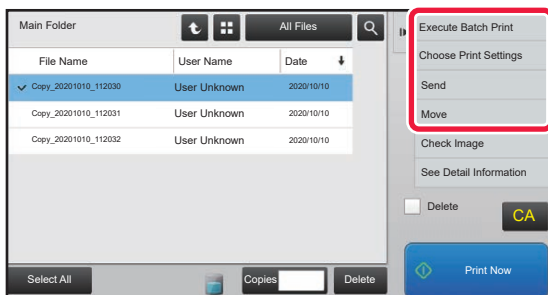 Main Folder
All Files
File Name User Name Date
Copy_20201010_112030 User Unknown 2020/10/10
Copy_20201010_112031 User Unknown 2020/10/10
Copy_20201010_112032 User Unknown 2020/10/10
Select All
Copies
Delete
Execute Batch Print
Choose Print Settings
Send
Move
Check Image
See Detail Information
Delete
CA
Print Now